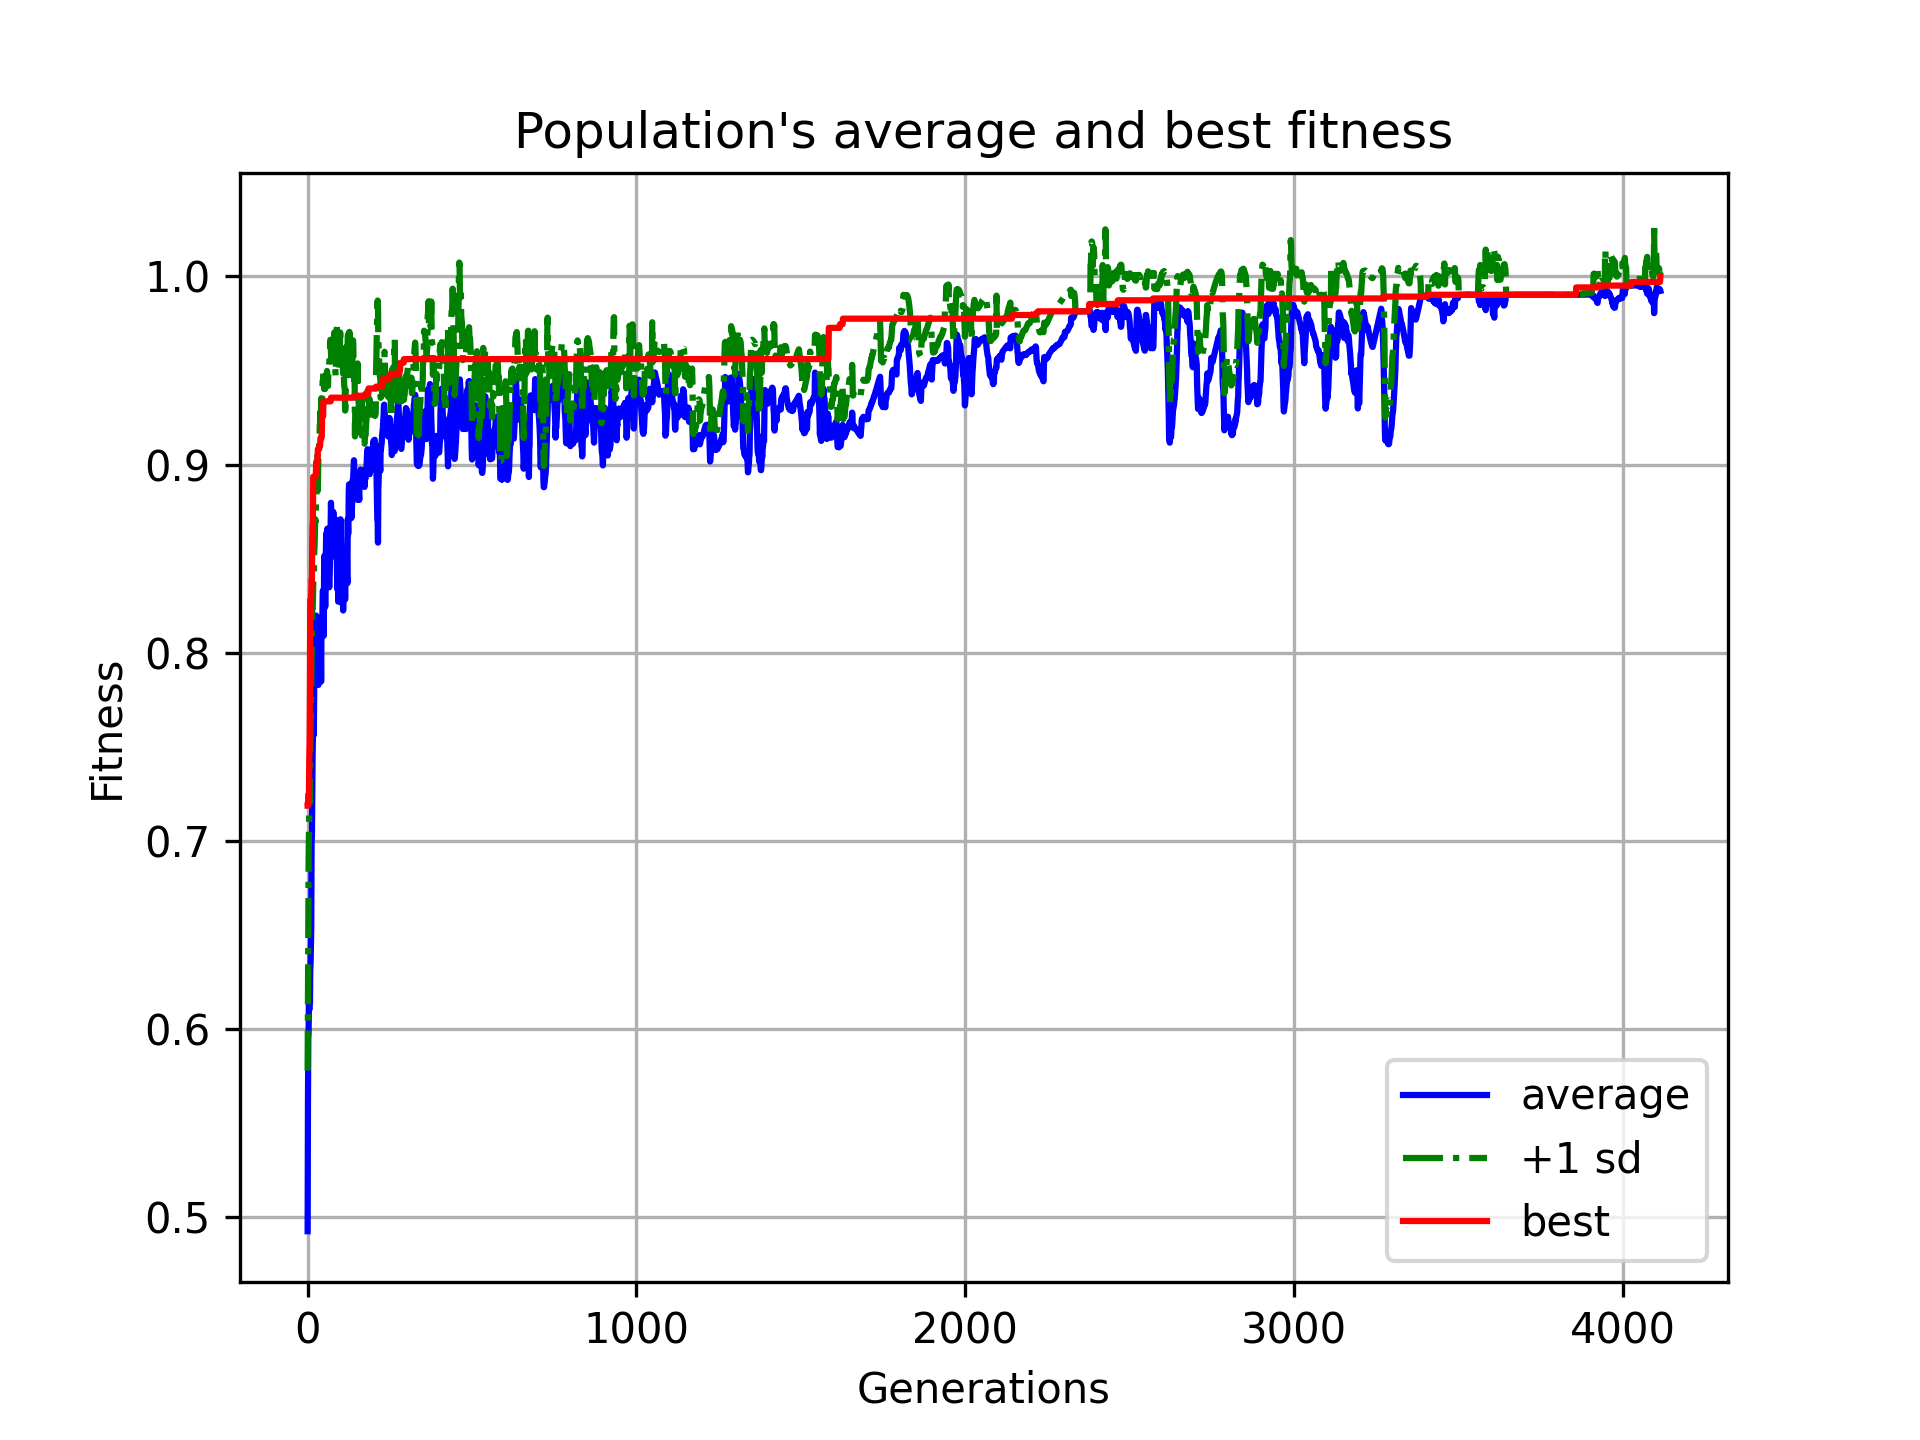 Population's average and best fitness
1.0
0.9
0.8
0.7
0.6
0.5
Fitness
0
1000
2000
3000
4000
Generations
average
+1 sd
best